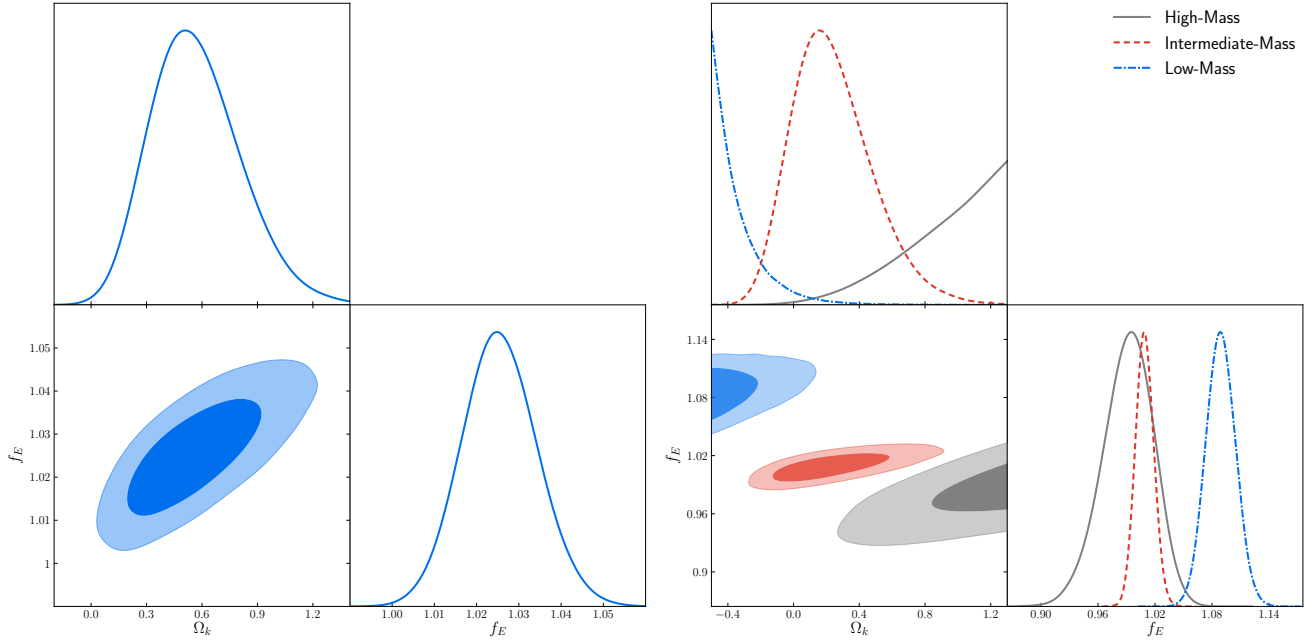 High-Mass
Intermediate-Mass
Low-Mass
1.05
1.04
1.03
1.02
1.01
1
f_E
0.0 0.3 0.6 0.9 1.2
Ω_k
1.00 1.01 1.02 1.03 1.04 1.05
f_E
1.14
1.08
1.02
0.96
0.9
f_E
−0.4 0.0 0.4 0.8 1.2
Ω_k
0.90 0.96 1.02 1.08 1.14
f_E